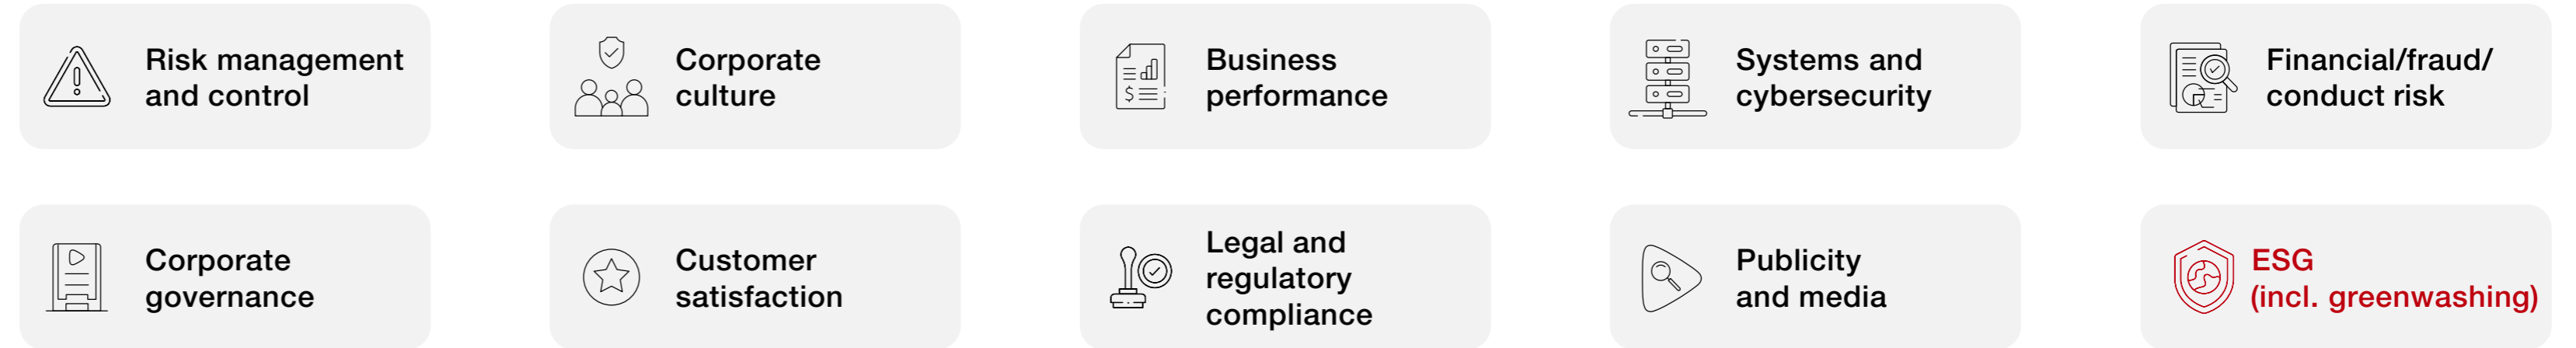 Risk management
and control
Corporate
culture
Business
performance
Systems and
cybersecurity
Financial/fraud/
conduct risk
Corporate
governance
Customer
satisfaction
Legal and
regulatory
compliance
Publicity
and media
ESG
(incl. greenwashing)